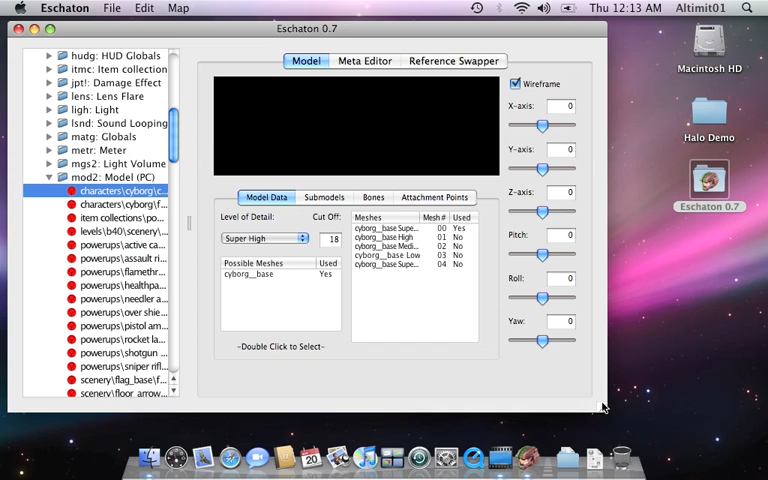 Eschaton File Edit Map Thu 12:13 AM Altimit01
Eschaton 0.7
hudg: HUD Globals
itmc: Item collection
jpt!: Damage Effect
lens: Lens Flare
ligh: Light
lsnd: Sound Looping
matg: Globals
metr: Meter
mgs2: Light Volume
mod2: Model (PC)
characters\cyborg\c...
characters\cyborg\f...
item collections\po...
levels\b40\scenery\...
powerups\active ca...
powerups\assault ri...
powerups\flamethr...
powerups\healthpa...
powerups\needler a...
powerups\over shie...
powerups\pistol am...
powerups\rocket la...
powerups\shotgun ...
powerups\sniper rifl...
scenery\flag_base\f...
scenery\floor_arrow...
Model Meta Editor Reference Swapper
Model Data Submodels Bones Attachment Points
Level of Detail: Cut Off:
Super High 18
Possible Meshes Used
cyborg__base Yes
-Double Click to Select-
Meshes Mesh# Used
cyborg__base Supe... 00 Yes
cyborg__base High 01 No
cyborg__base Medi... 02 No
cyborg__base Low 03 No
cyborg__base Supe... 04 No
Wireframe
X-axis: 0
Y-axis: 0
Z-axis: 0
Pitch: 0
Roll: 0
Yaw: 0
Macintosh HD
Halo Demo
Eschaton 0.7
20